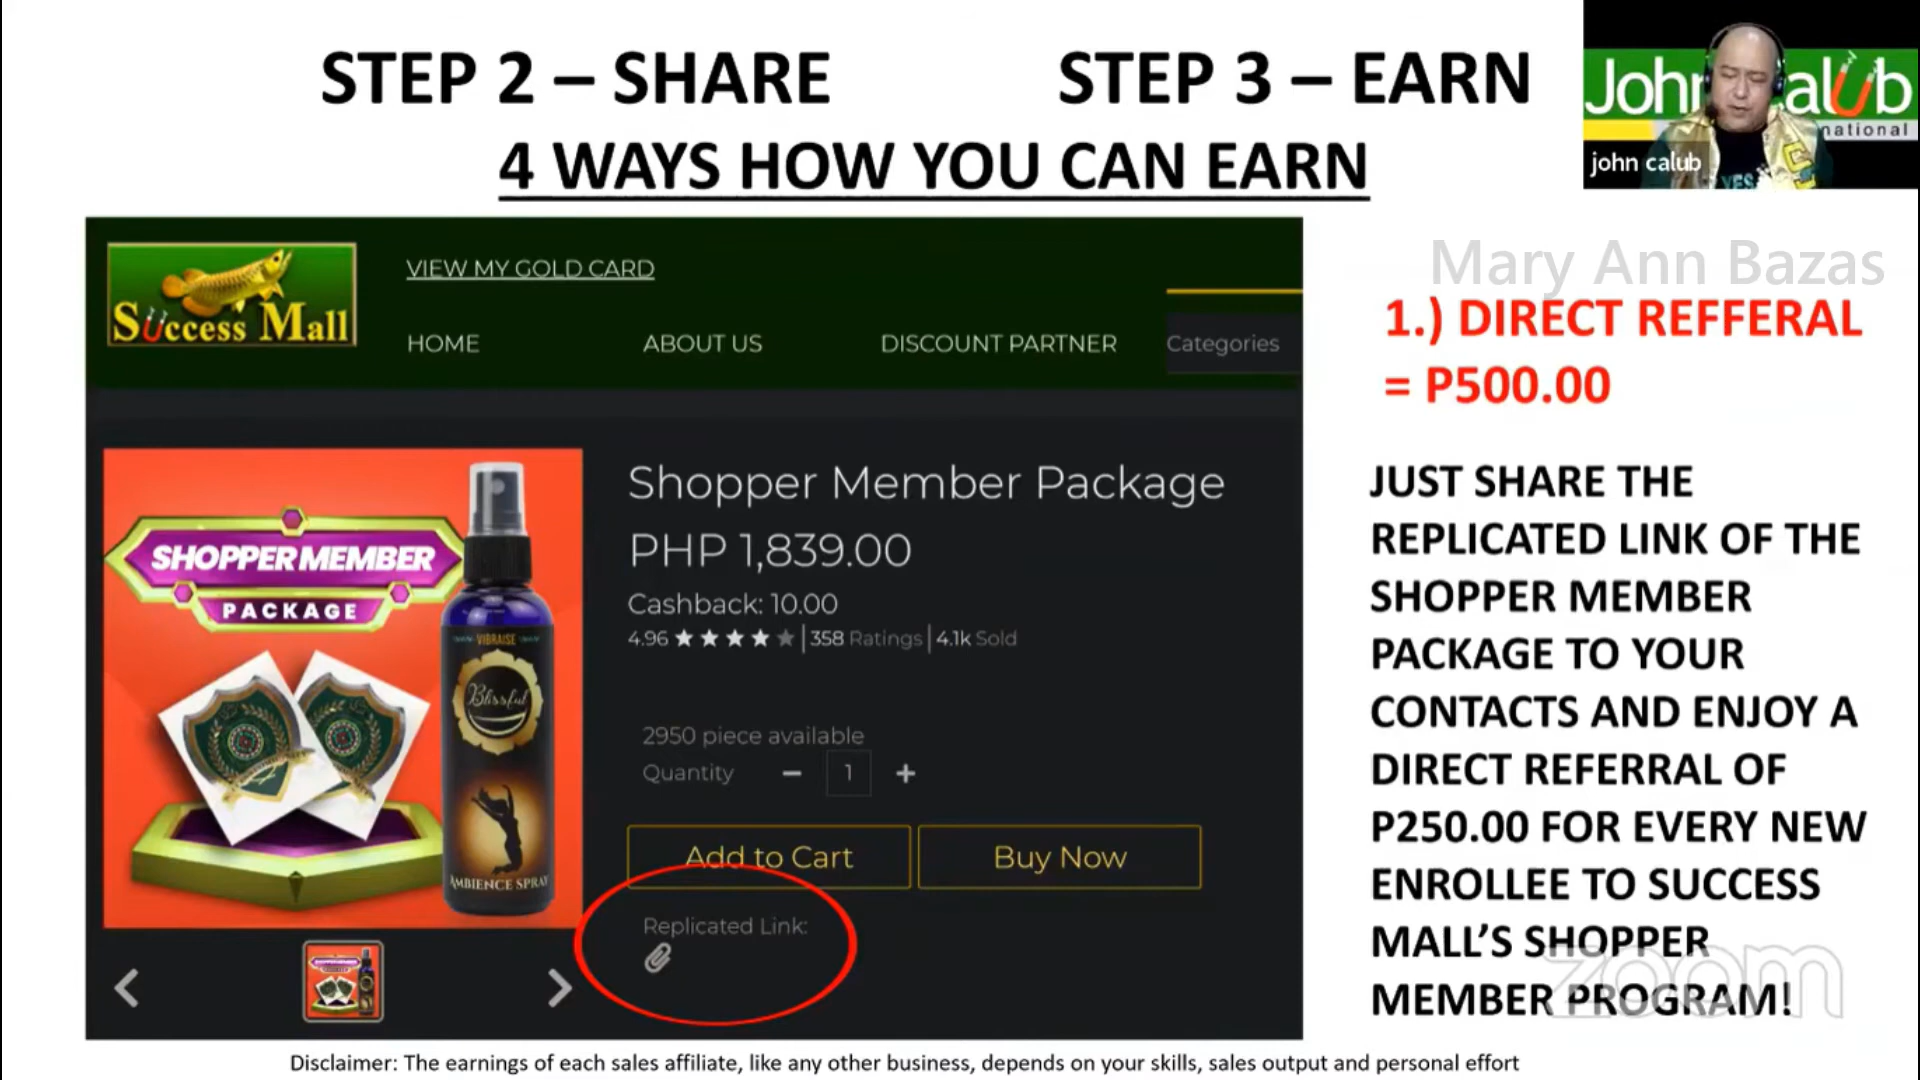 STEP 2 – SHARE
STEP 3 – EARN
4 WAYS HOW YOU CAN EARN
John Calub
national
john calub
YES
Mary Ann Bazas
Success Mall
VIEW MY GOLD CARD
HOME
ABOUT US
DISCOUNT PARTNER
Categories
1.) DIRECT REFFERAL
= P500.00
SHOPPER MEMBER
PACKAGE
VIBRAISE
Blissful
AMBIENCE SPRAY
Shopper Member Package
PHP 1,839.00
Cashback: 10.00
4.96 ★ ★ ★ ★ ★ | 358 Ratings | 4.1k Sold
2950 piece available
Quantity − 1 +
Add to Cart
Buy Now
Replicated Link:
JUST SHARE THE
REPLICATED LINK OF THE
SHOPPER MEMBER
PACKAGE TO YOUR
CONTACTS AND ENJOY A
DIRECT REFERRAL OF
P250.00 FOR EVERY NEW
ENROLLEE TO SUCCESS
MALL’S SHOPPER
MEMBER PROGRAM!
zoom
Disclaimer: The earnings of each sales affiliate, like any other business, depends on your skills, sales output and personal effort